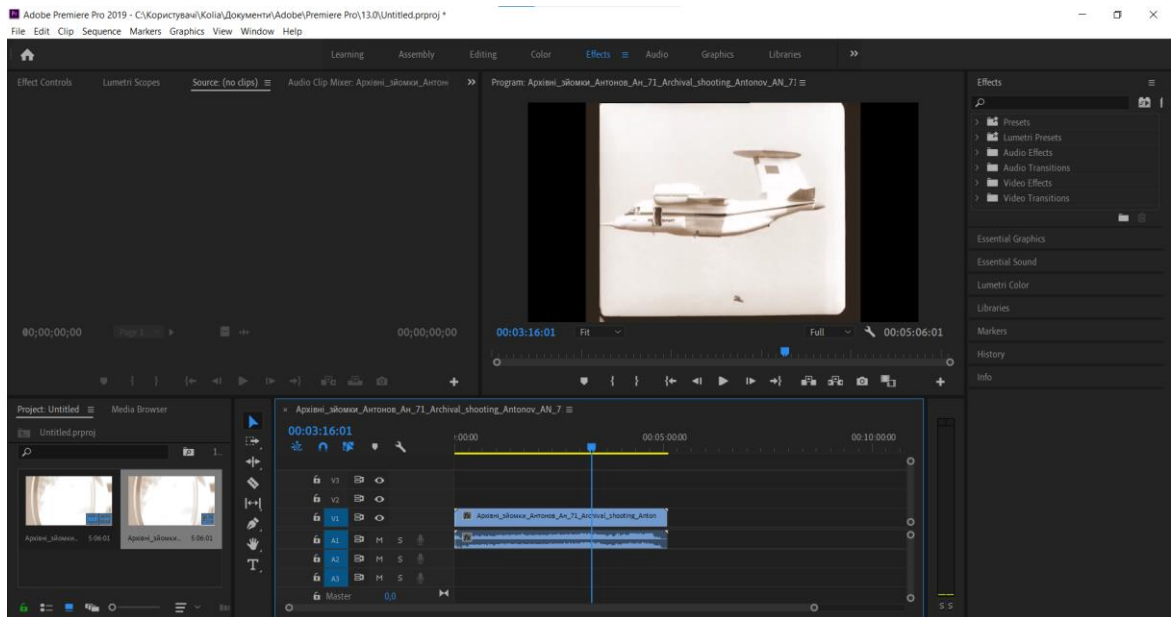 Adobe Premiere Pro 2019 - C:\Користувачі\Kolia\Документи\Adobe\Premiere Pro\13.0\Untitled.prproj *
File Edit Clip Sequence Markers Graphics View Window Help
Learning Assembly Editing Color Effects Audio Graphics Libraries
Effect Controls Lumetri Scopes Source: (no clips) Audio Clip Mixer: Архівні_зйомки_Антон
Program: Архівні_зйомки_Антонов_Ан_71_Archival_shooting_Antonov_AN_71
Effects
Presets
Lumetri Presets
Audio Effects
Audio Transitions
Video Effects
Video Transitions
Essential Graphics
Essential Sound
Lumetri Color
Libraries
Markers
History
Info
00;00;00;00 Page 1 00;00;00;00
00:03:16:01 Fit Full 00:05:06:01
Project: Untitled Media Browser
Untitled.prproj
Архівні_зйомки... 5:06:01 Архівні_зйомки... 5:06:01
× Архівні_зйомки_Антонов_Ан_71_Archival_shooting_Antonov_AN_7
00:03:16:01
:00:00 00:05:00:00 00:10:00:00
V3
V2
V1 Архівні_зйомки_Антонов_Ан_71_Archival_shooting_Anton
A1 M S
A2 M S
A3 M S
Master 0,0
S S